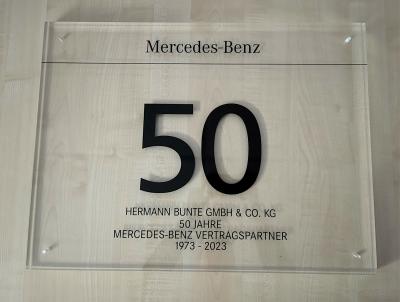 Mercedes-Benz
50
HERMANN BUNTE GMBH & CO. KG
50 JAHRE
MERCEDES-BENZ VERTRAGSPARTNER
1973 - 2023